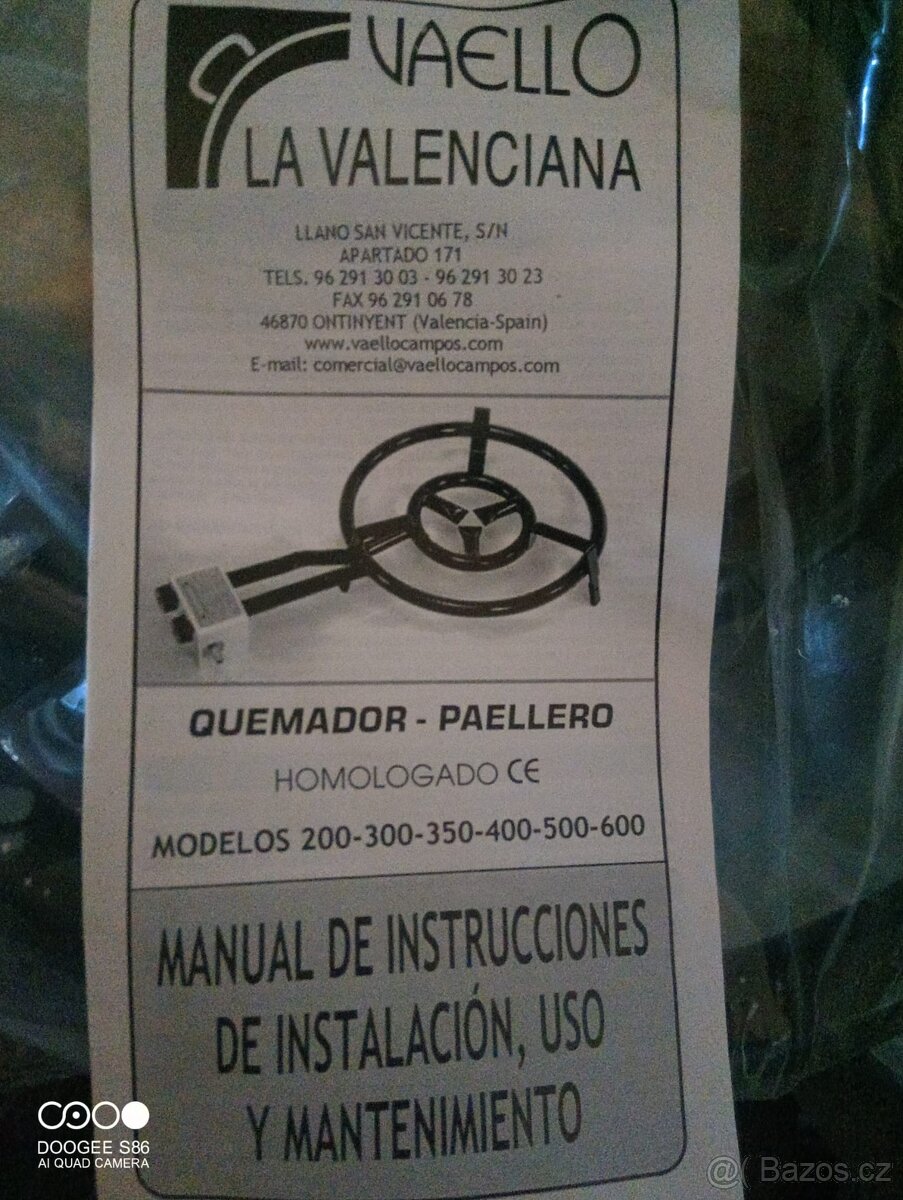 VAELLO
LA VALENCIANA
LLANO SAN VICENTE, S/N
APARTADO 171
TELS. 96 291 30 03 - 96 291 30 23
FAX 96 291 06 78
46870 ONTINYENT (Valencia-Spain)
www.vaellocampos.com
E-mail: comercial@vaellocampos.com
QUEMADOR - PAELLERO
HOMOLOGADO CE
MODELOS 200-300-350-400-500-600
MANUAL DE INSTRUCCIONES
DE INSTALACIÓN, USO
Y MANTENIMIENTO
DOOGEE S86
AI QUAD CAMERA
@( Bazos.cz